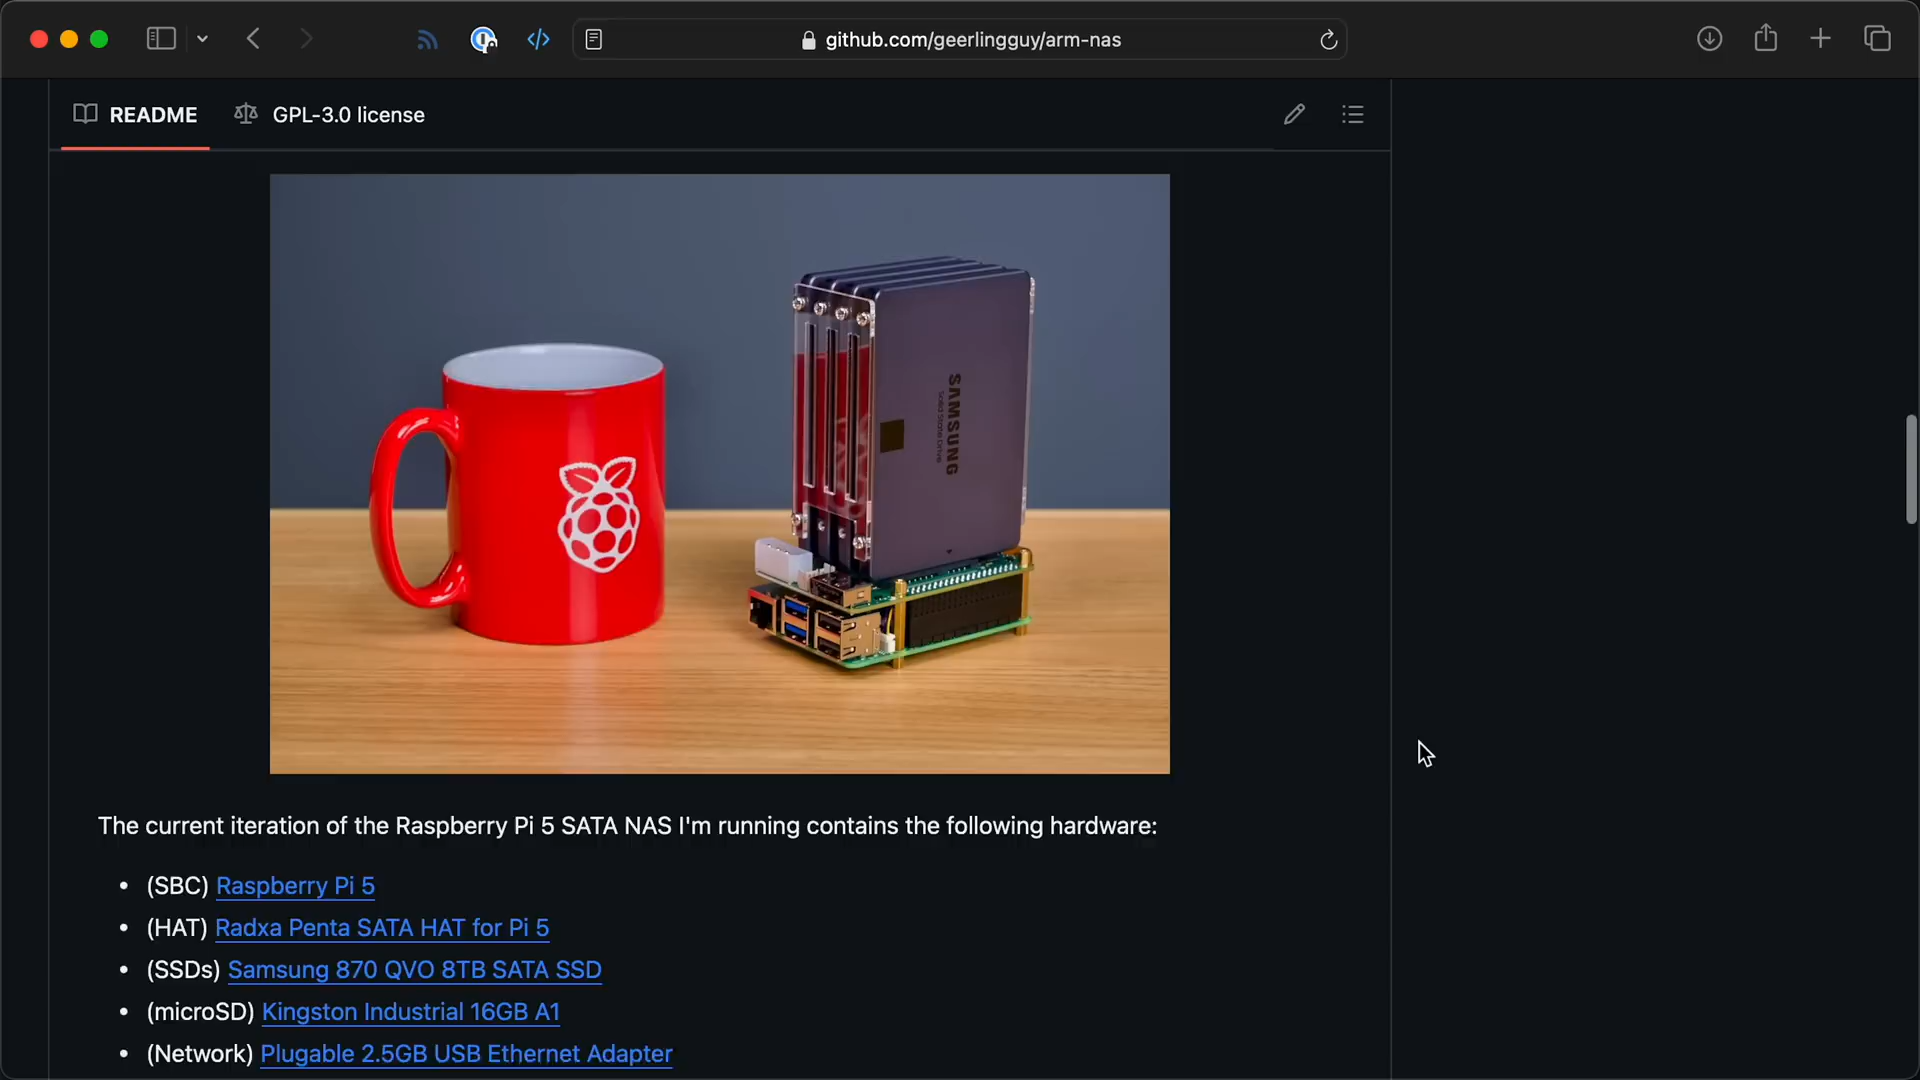 github.com/geerlingguy/arm-nas
README
GPL-3.0 license
SAMSUNG
Solid State Drive
The current iteration of the Raspberry Pi 5 SATA NAS I'm running contains the following hardware:
• (SBC) Raspberry Pi 5
• (HAT) Radxa Penta SATA HAT for Pi 5
• (SSDs) Samsung 870 QVO 8TB SATA SSD
• (microSD) Kingston Industrial 16GB A1
• (Network) Plugable 2.5GB USB Ethernet Adapter